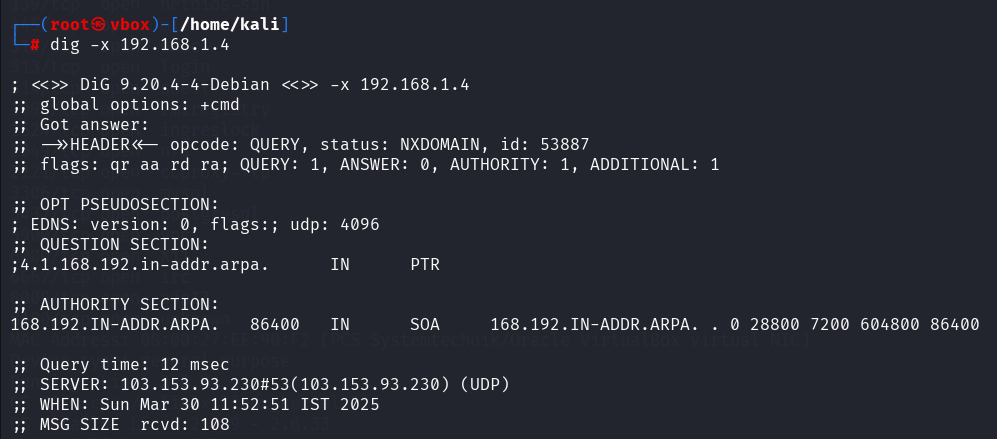 ┌──(root㉿vbox)-[/home/kali]
└─# dig -x 192.168.1.4
; <<>> DiG 9.20.4-4-Debian <<>> -x 192.168.1.4
;; global options: +cmd
;; Got answer:
;; ->>HEADER<<- opcode: QUERY, status: NXDOMAIN, id: 53887
;; flags: qr aa rd ra; QUERY: 1, ANSWER: 0, AUTHORITY: 1, ADDITIONAL: 1
;; OPT PSEUDOSECTION:
; EDNS: version: 0, flags:; udp: 4096
;; QUESTION SECTION:
;4.1.168.192.in-addr.arpa. IN PTR
;; AUTHORITY SECTION:
168.192.IN-ADDR.ARPA. 86400 IN SOA 168.192.IN-ADDR.ARPA. . 0 28800 7200 604800 86400
;; Query time: 12 msec
;; SERVER: 103.153.93.230#53(103.153.93.230) (UDP)
;; WHEN: Sun Mar 30 11:52:51 IST 2025
;; MSG SIZE rcvd: 108